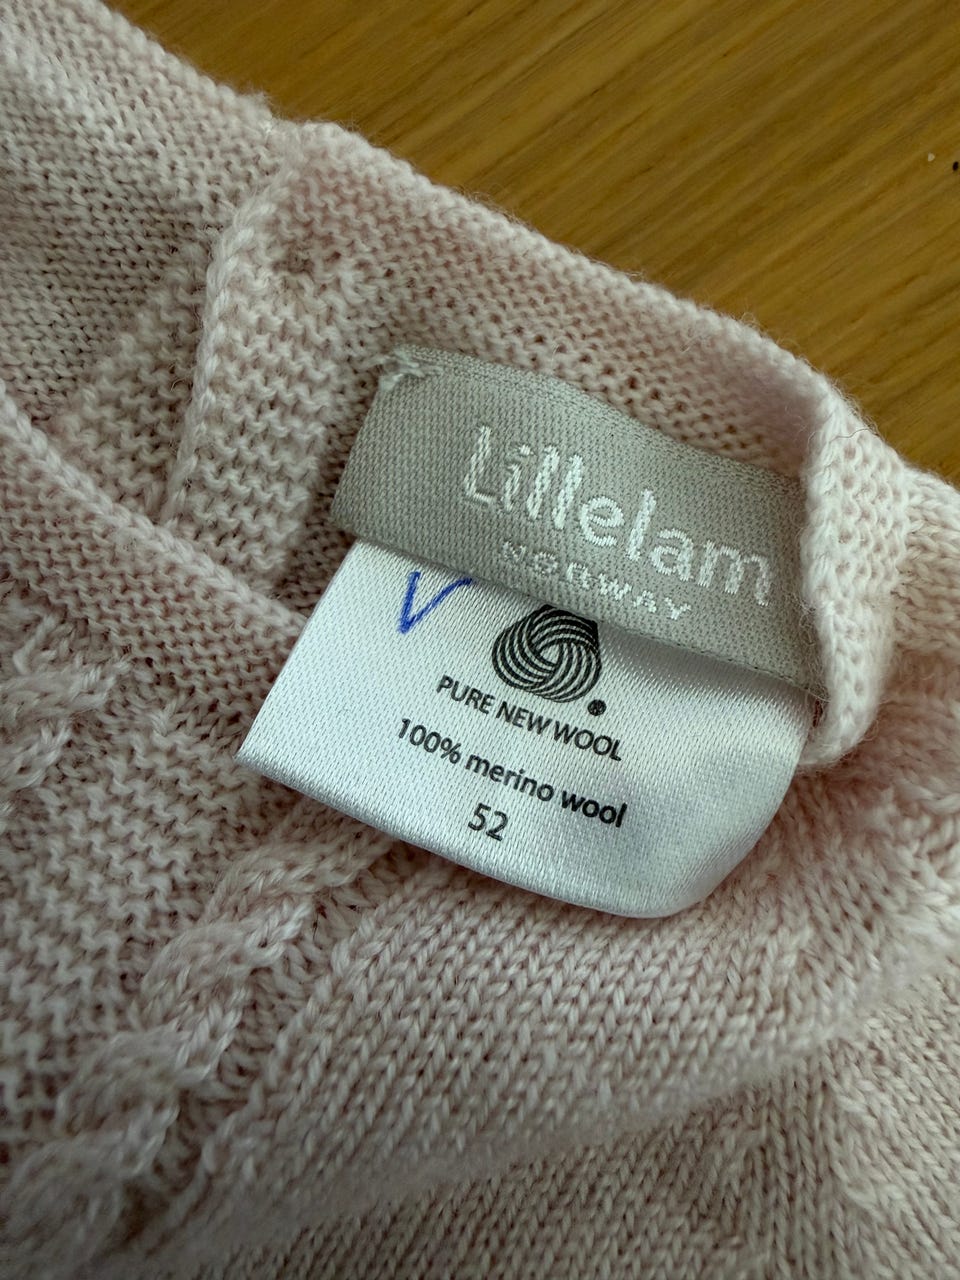 Lillelam
NORWAY
V
PURE NEW WOOL
100% merino wool
52